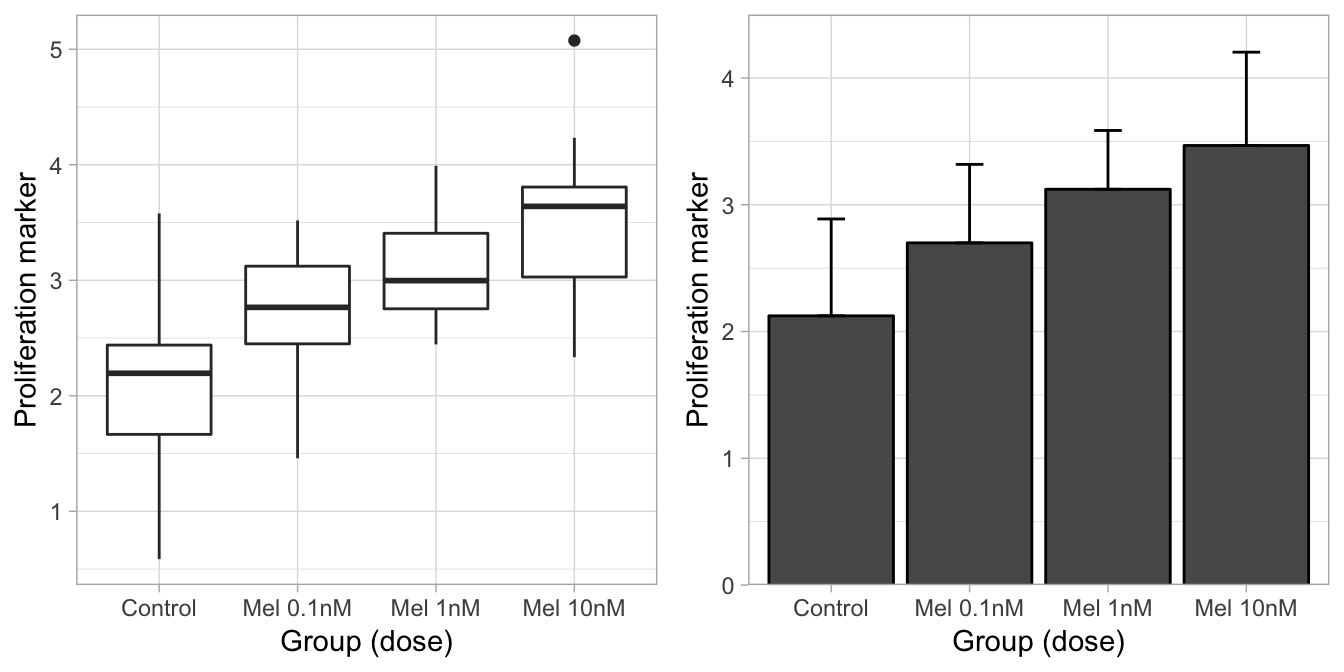 Proliferation marker
5
4
3
2
1
Control Mel 0.1nM Mel 1nM Mel 10nM
Group (dose)
Proliferation marker
4
3
2
1
0
Control Mel 0.1nM Mel 1nM Mel 10nM
Group (dose)